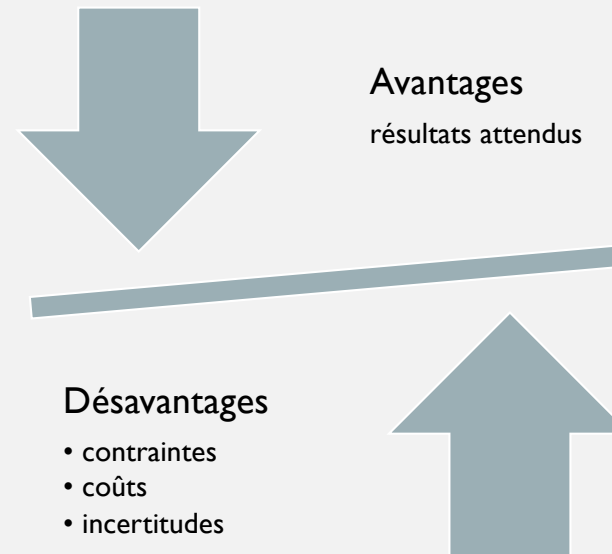 Avantages
résultats attendus
Désavantages
• contraintes
• coûts
• incertitudes